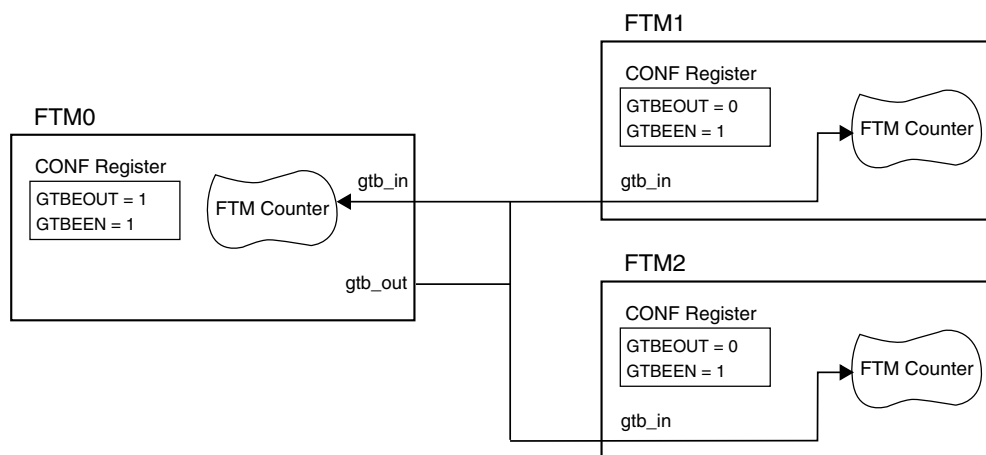 FTM0
CONF Register
GTBEOUT = 1
GTBEEN = 1
FTM Counter
gtb_in
gtb_out
FTM1
CONF Register
GTBEOUT = 0
GTBEEN = 1
FTM Counter
gtb_in
FTM2
CONF Register
GTBEOUT = 0
GTBEEN = 1
FTM Counter
gtb_in